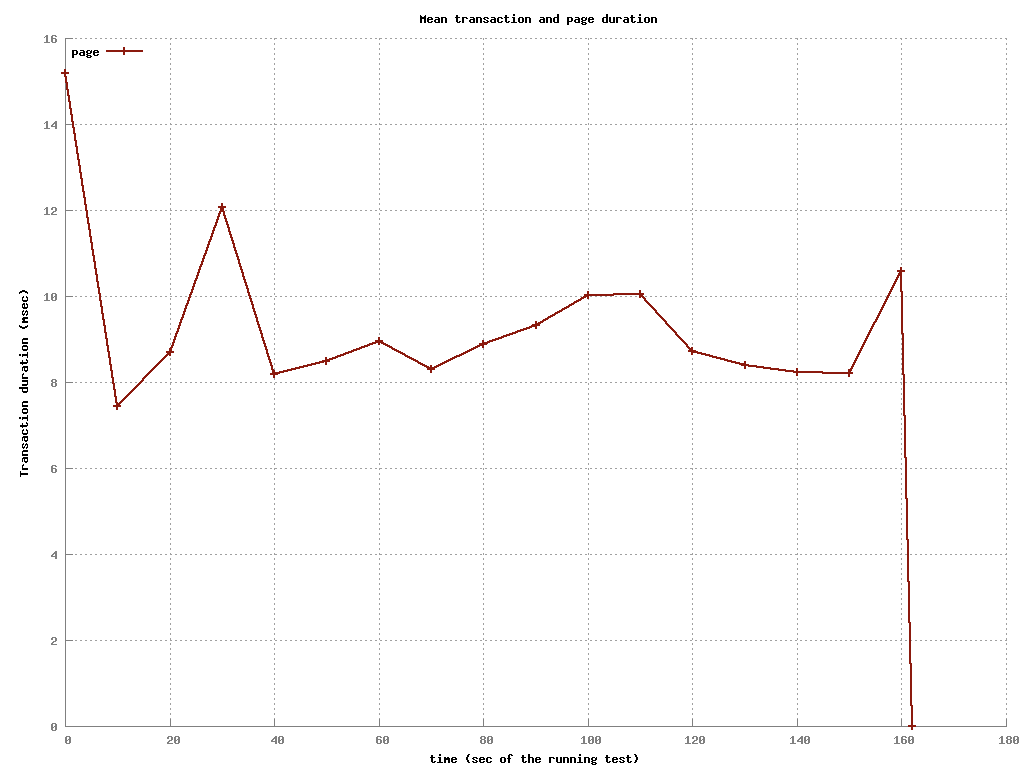 Mean transaction and page duration
page
16
14
12
10
8
6
4
2
0
Transaction duration (msec)
0 20 40 60 80 100 120 140 160 180
time (sec of the running test)